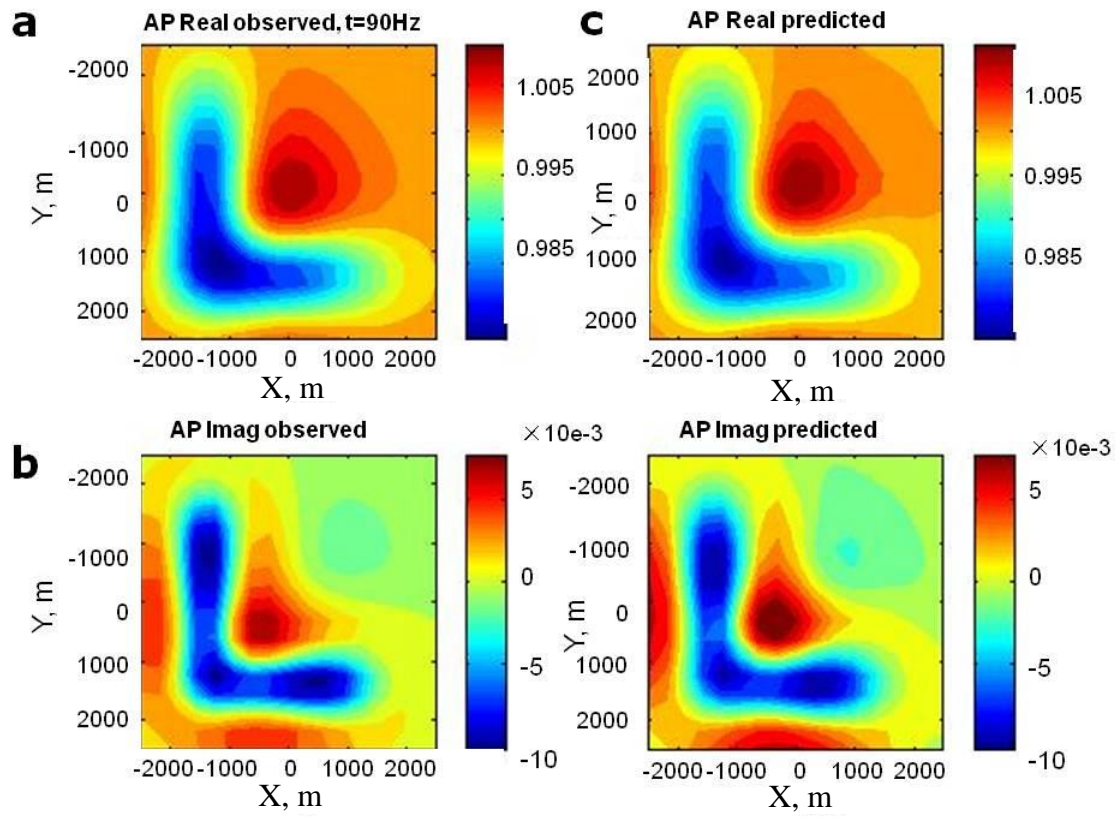 a
AP Real observed, t=90Hz
-2000
-1000
0
1000
2000
Y, m
-2000 -1000 0 1000 2000
X, m
1.005
0.995
0.985
c
AP Real predicted
2000
1000
0
1000
2000
Y, m
-2000 -1000 0 1000 2000
X, m
1.005
0.995
0.985
b
AP Imag observed
×10e-3
-2000
-1000
0
1000
2000
Y, m
-2000 -1000 0 1000 2000
X, m
5
0
-5
-10
AP Imag predicted
×10e-3
-2000
-1000
0
1000
2000
Y, m
-2000 -1000 0 1000 2000
X, m
5
0
-5
-10